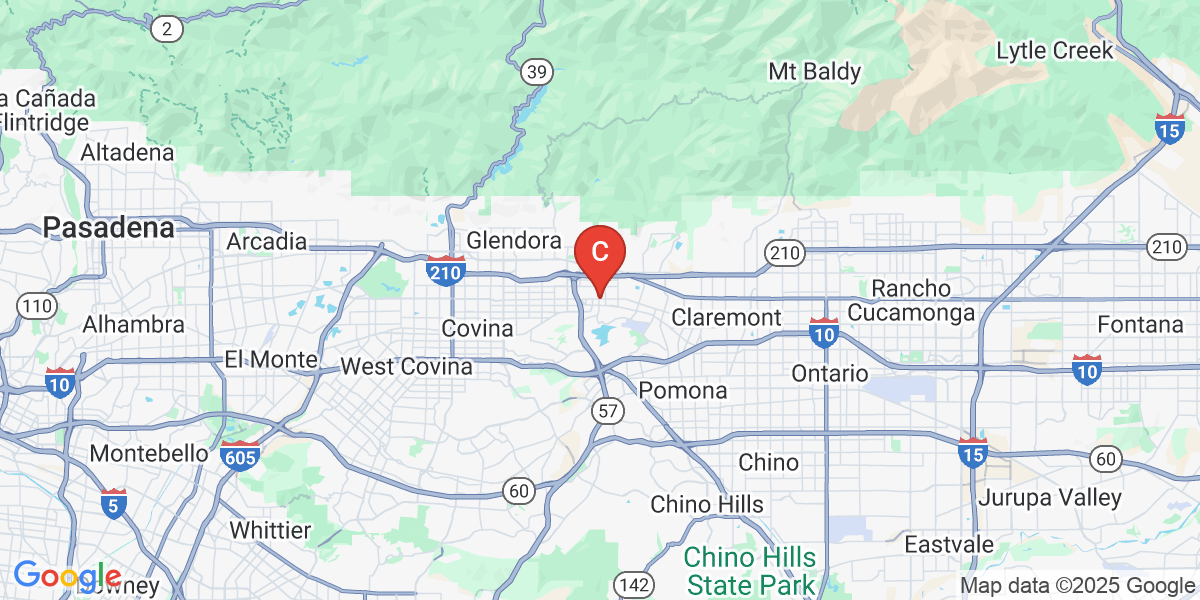 2
39
Lytle Creek
Mt Baldy
a Cañada
Flintridge
15
Altadena
Pasadena
Arcadia
Glendora
C
210
210
210
110
Rancho
Cucamonga
Alhambra
Covina
Claremont
10
Fontana
El Monte
West Covina
10
Ontario
10
Pomona
57
Montebello
605
Chino
15
60
5
60
Chino Hills
Jurupa Valley
Whittier
Eastvale
Chino Hills
State Park
142
Google
owney
Map data ©2025 Google